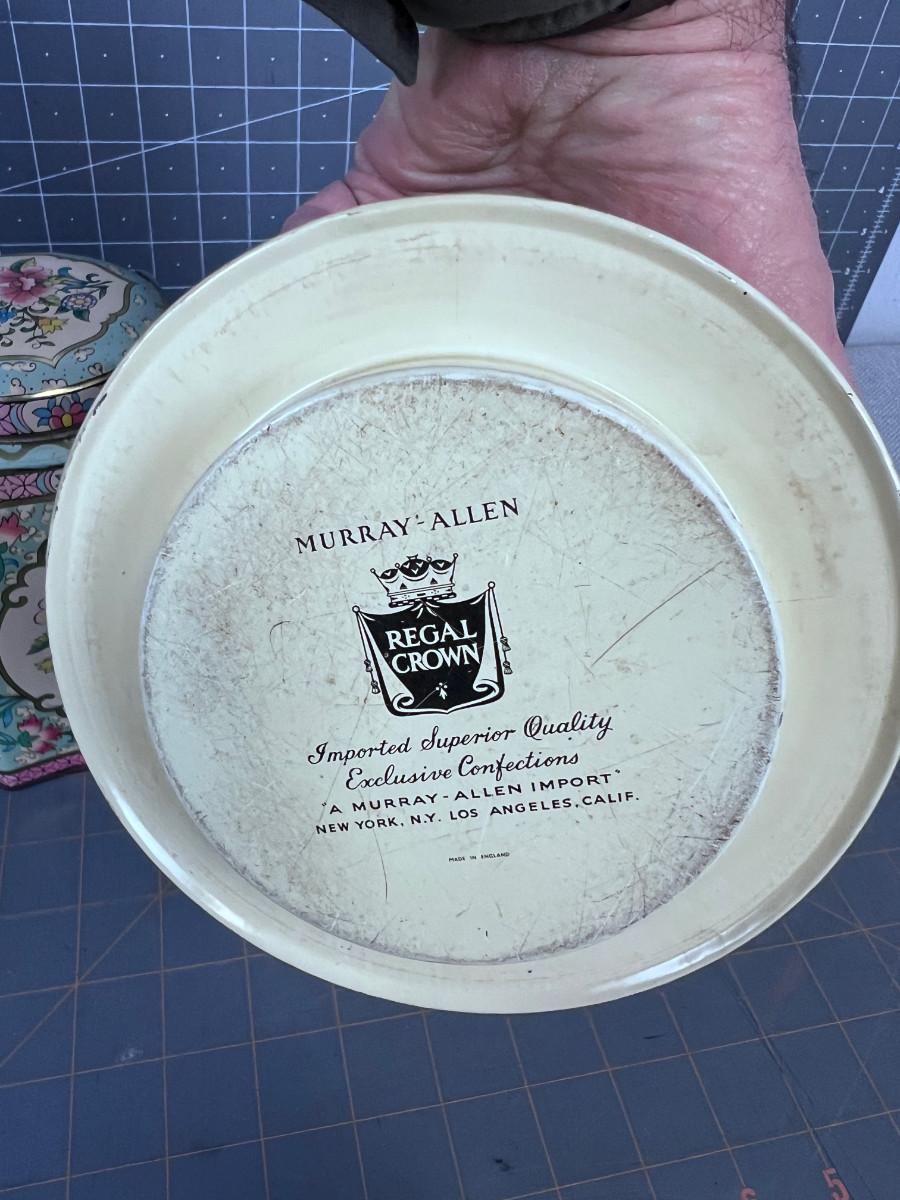 MURRAY-ALLEN
REGAL
CROWN
Imported Superior Quality
Exclusive Confections
"A MURRAY-ALLEN IMPORT"
NEW YORK, N.Y. LOS ANGELES, CALIF.
MADE IN ENGLAND
5